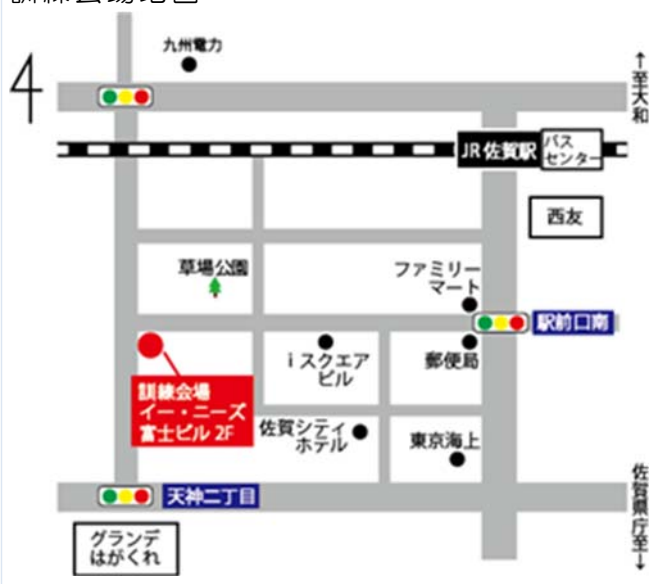 訓練会場地図
九州電力
↑至大和
JR佐賀駅
バス
センター
西友
草場公園
ファミリー
マート
駅前口南
iスクエア
ビル
郵便局
訓練会場
イー・ニーズ
富士ビル 2F
佐賀シティ
ホテル
東京海上
天神二丁目
佐賀県庁至↓
グランデ
はがくれ